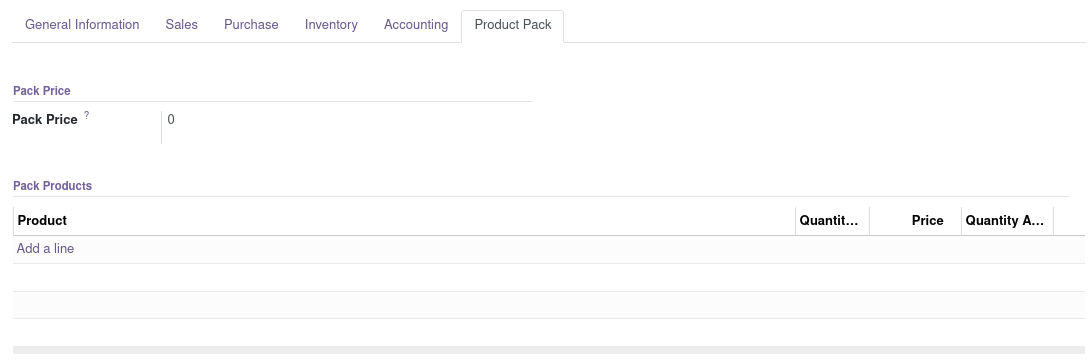 General Information Sales Purchase Inventory Accounting Product Pack
Pack Price
Pack Price ? 0
Pack Products
Product Quantit... Price Quantity A...
Add a line